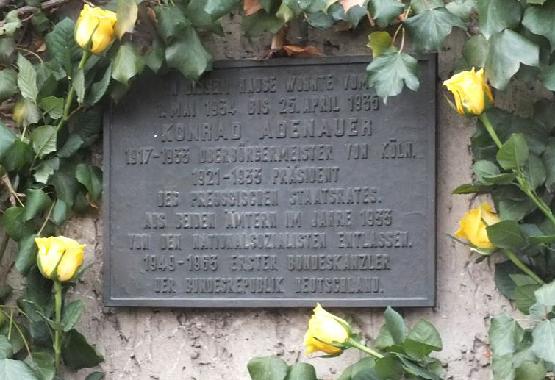 IN DIESEM HAUSE WOHNTE VOM
1. MAI 1934 BIS 25. APRIL 1935
KONRAD ADENAUER
1917-1933 OBERBÜRGERMEISTER VON KÖLN.
1921-1933 PRÄSIDENT
DES PREUSSISCHEN STAATSRATES.
AUS BEIDEN ÄMTERN IM JAHRE 1933
VON DEN NATIONALSOZIALISTEN ENTLASSEN.
1949-1963 ERSTER BUNDESKANZLER
DER BUNDESREPUBLIK DEUTSCHLAND.